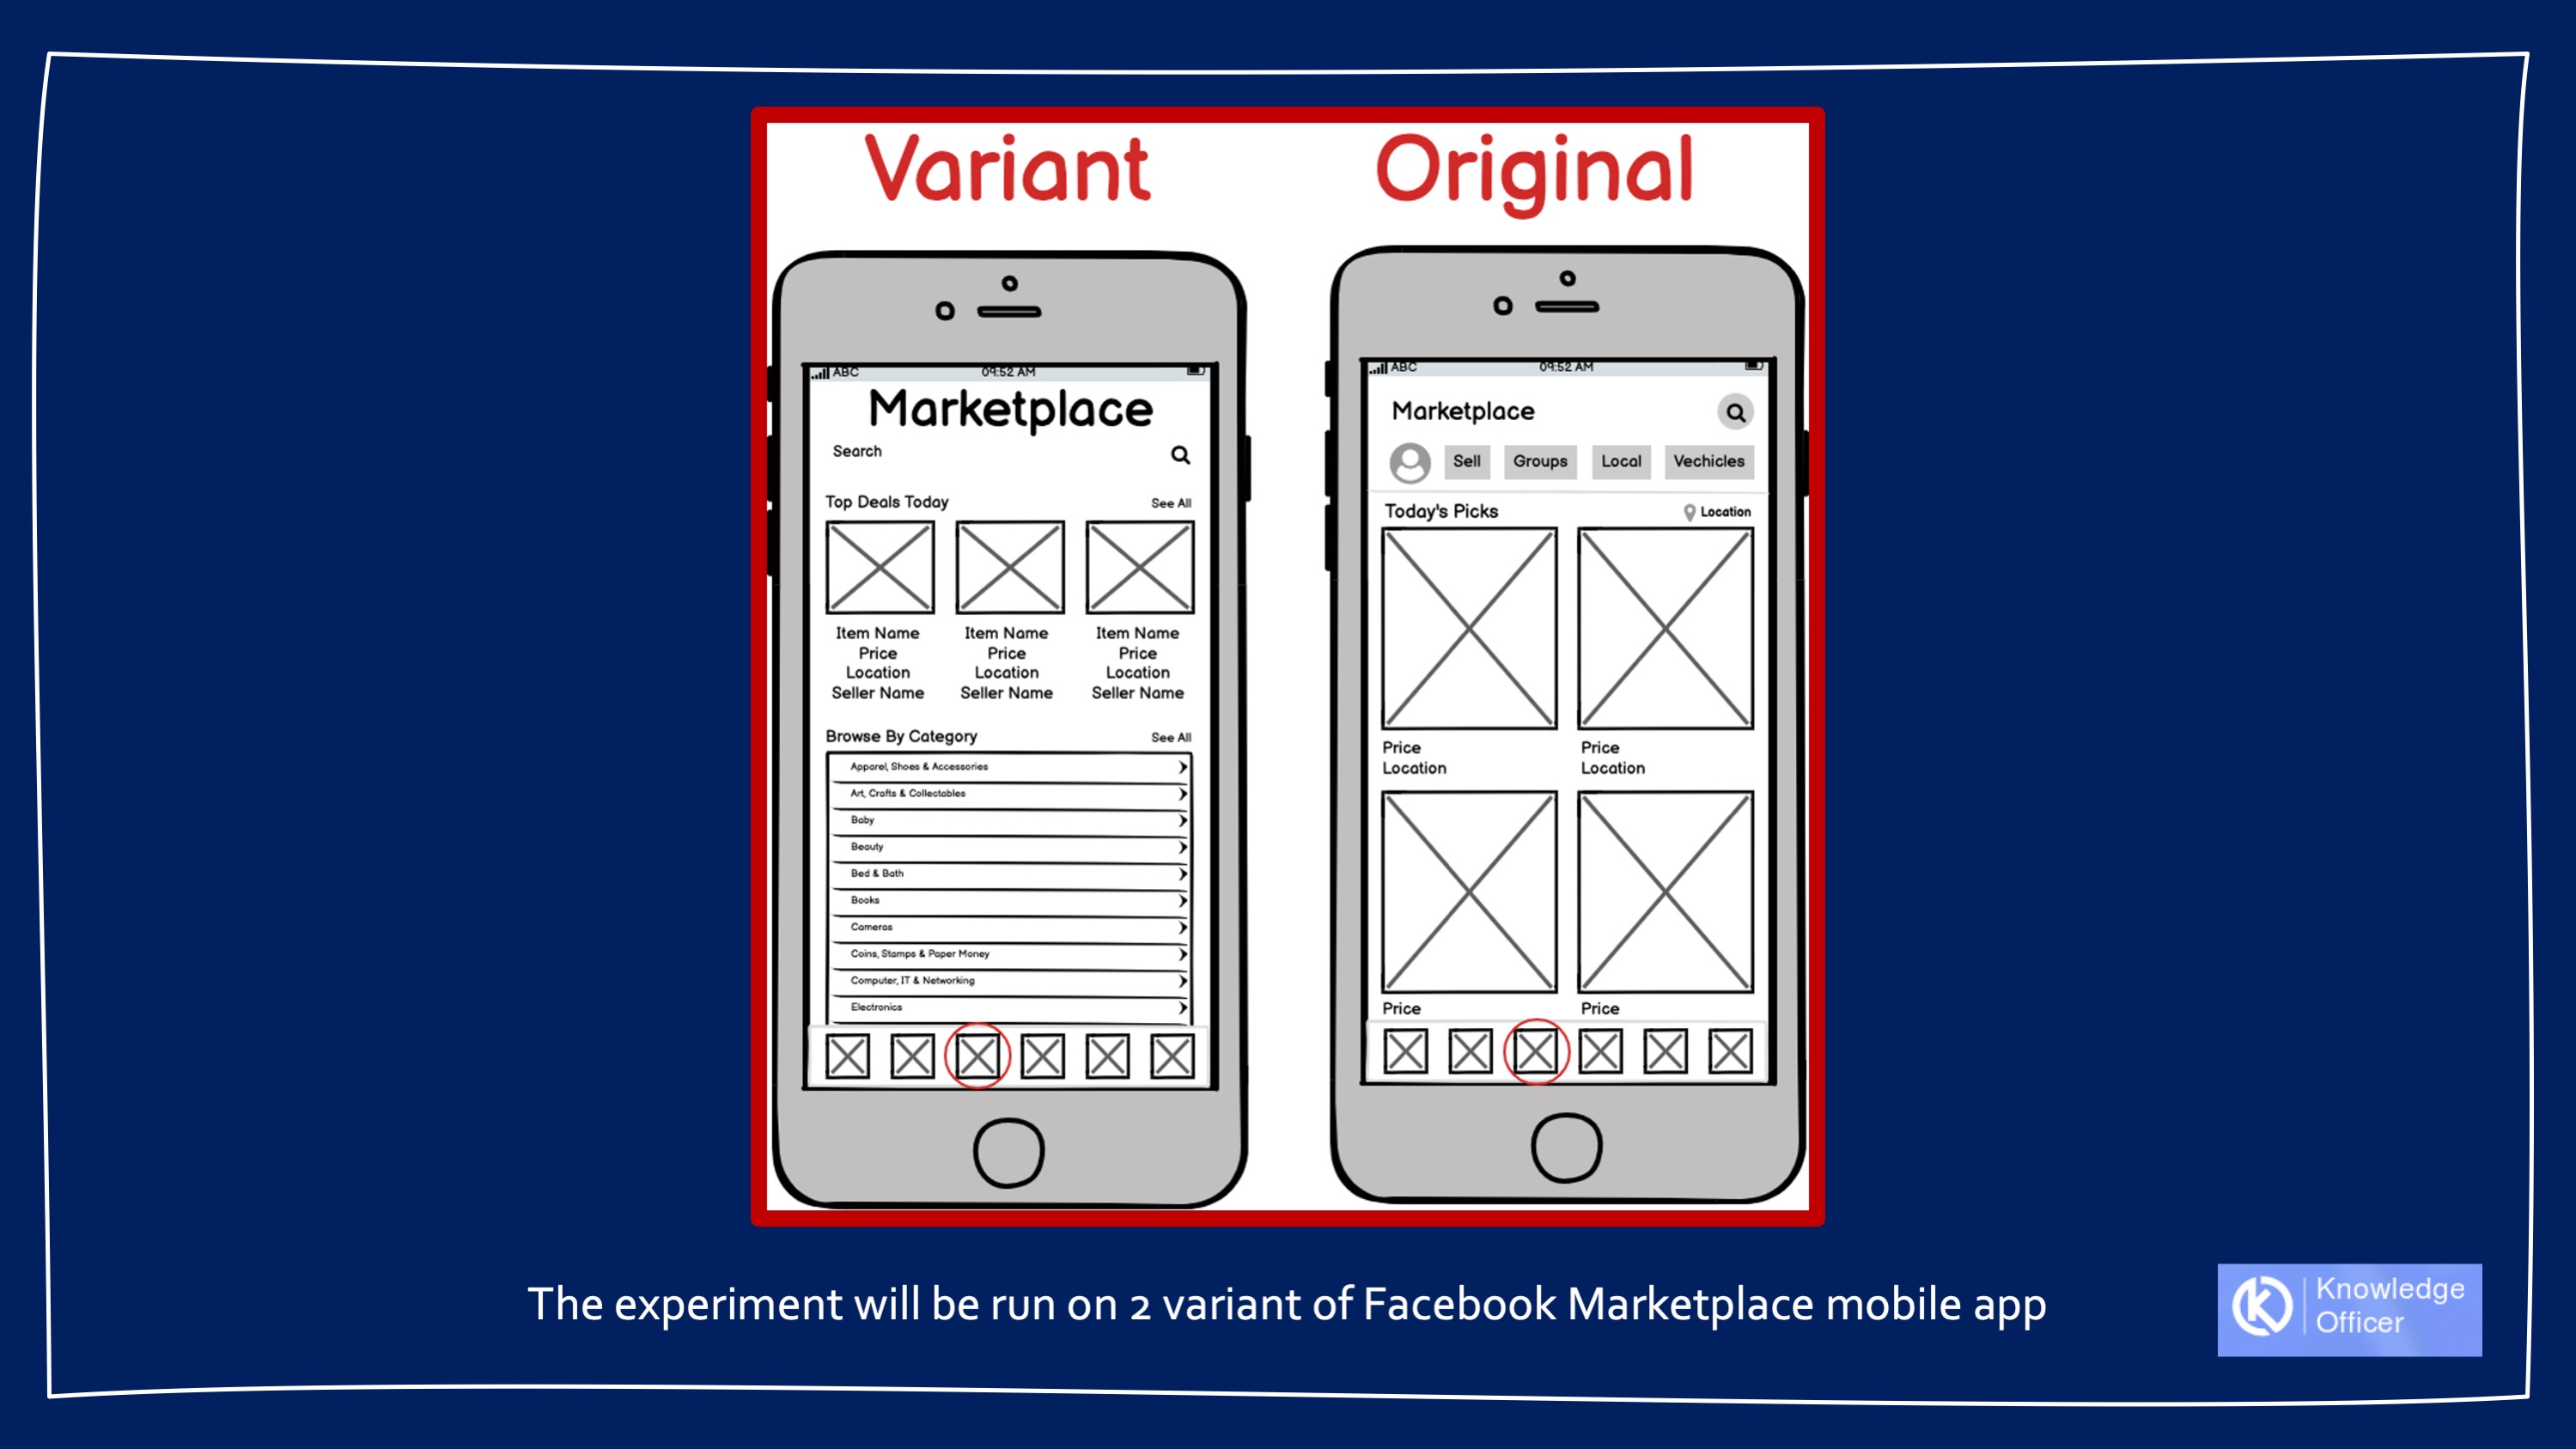 Variant
Original
ABC 09:52 AM
Marketplace
Search
Top Deals Today See All
Item Name Item Name Item Name
Price Price Price
Location Location Location
Seller Name Seller Name Seller Name
Browse By Category See All
Apparel, Shoes & Accessories
Art, Crafts & Collectables
Baby
Beauty
Bed & Bath
Books
Cameras
Coins, Stamps & Paper Money
Computer, IT & Networking
Electronics
ABC 09:52 AM
Marketplace
Sell Groups Local Vechicles
Today's Picks Location
Price Price
Location Location
Price Price
The experiment will be run on 2 variant of Facebook Marketplace mobile app
Knowledge
Officer